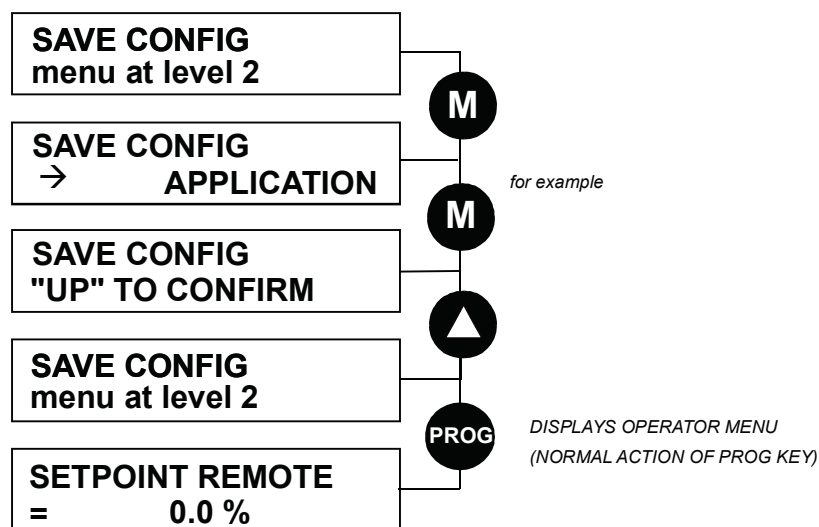 SAVE CONFIG
menu at level 2
M
SAVE CONFIG
→ APPLICATION
for example
M
SAVE CONFIG
"UP" TO CONFIRM
SAVE CONFIG
menu at level 2
PROG
DISPLAYS OPERATOR MENU
(NORMAL ACTION OF PROG KEY)
SETPOINT REMOTE
= 0.0 %